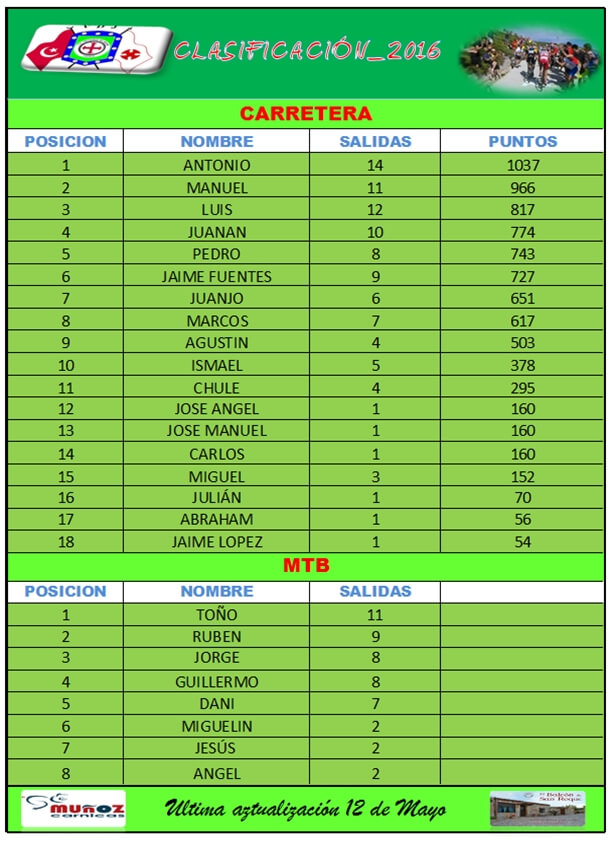 CLASIFICACIÓN_2016
CARRETERA
POSICION NOMBRE SALIDAS PUNTOS
1 ANTONIO 14 1037
2 MANUEL 11 966
3 LUIS 12 817
4 JUANAN 10 774
5 PEDRO 8 743
6 JAIME FUENTES 9 727
7 JUANJO 6 651
8 MARCOS 7 617
9 AGUSTIN 4 503
10 ISMAEL 5 378
11 CHULE 4 295
12 JOSE ANGEL 1 160
13 JOSE MANUEL 1 160
14 CARLOS 1 160
15 MIGUEL 3 152
16 JULIÁN 1 70
17 ABRAHAM 1 56
18 JAIME LOPEZ 1 54
MTB
POSICION NOMBRE SALIDAS
1 TOÑO 11
2 RUBEN 9
3 JORGE 8
4 GUILLERMO 8
5 DANI 7
6 MIGUELIN 2
7 JESÚS 2
8 ANGEL 2
MUÑOZ
carnicas
Ultima aztualización 12 de Mayo
El Balcón de
San Roque